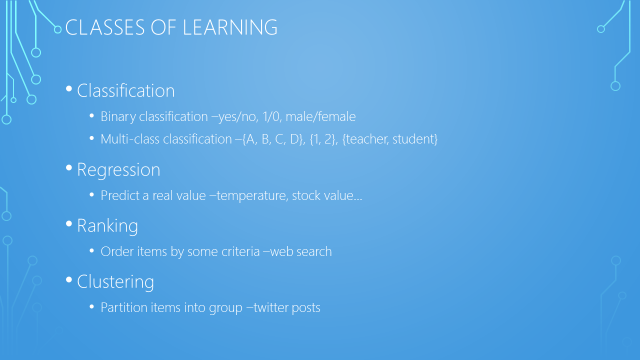 CLASSES OF LEARNING
• Classification
• Binary classification –yes/no, 1/0, male/female
• Multi-class classification –{A, B, C, D}, {1, 2}, {teacher, student}
• Regression
• Predict a real value –temperature, stock value...
• Ranking
• Order items by some criteria –web search
• Clustering
• Partition items into group –twitter posts